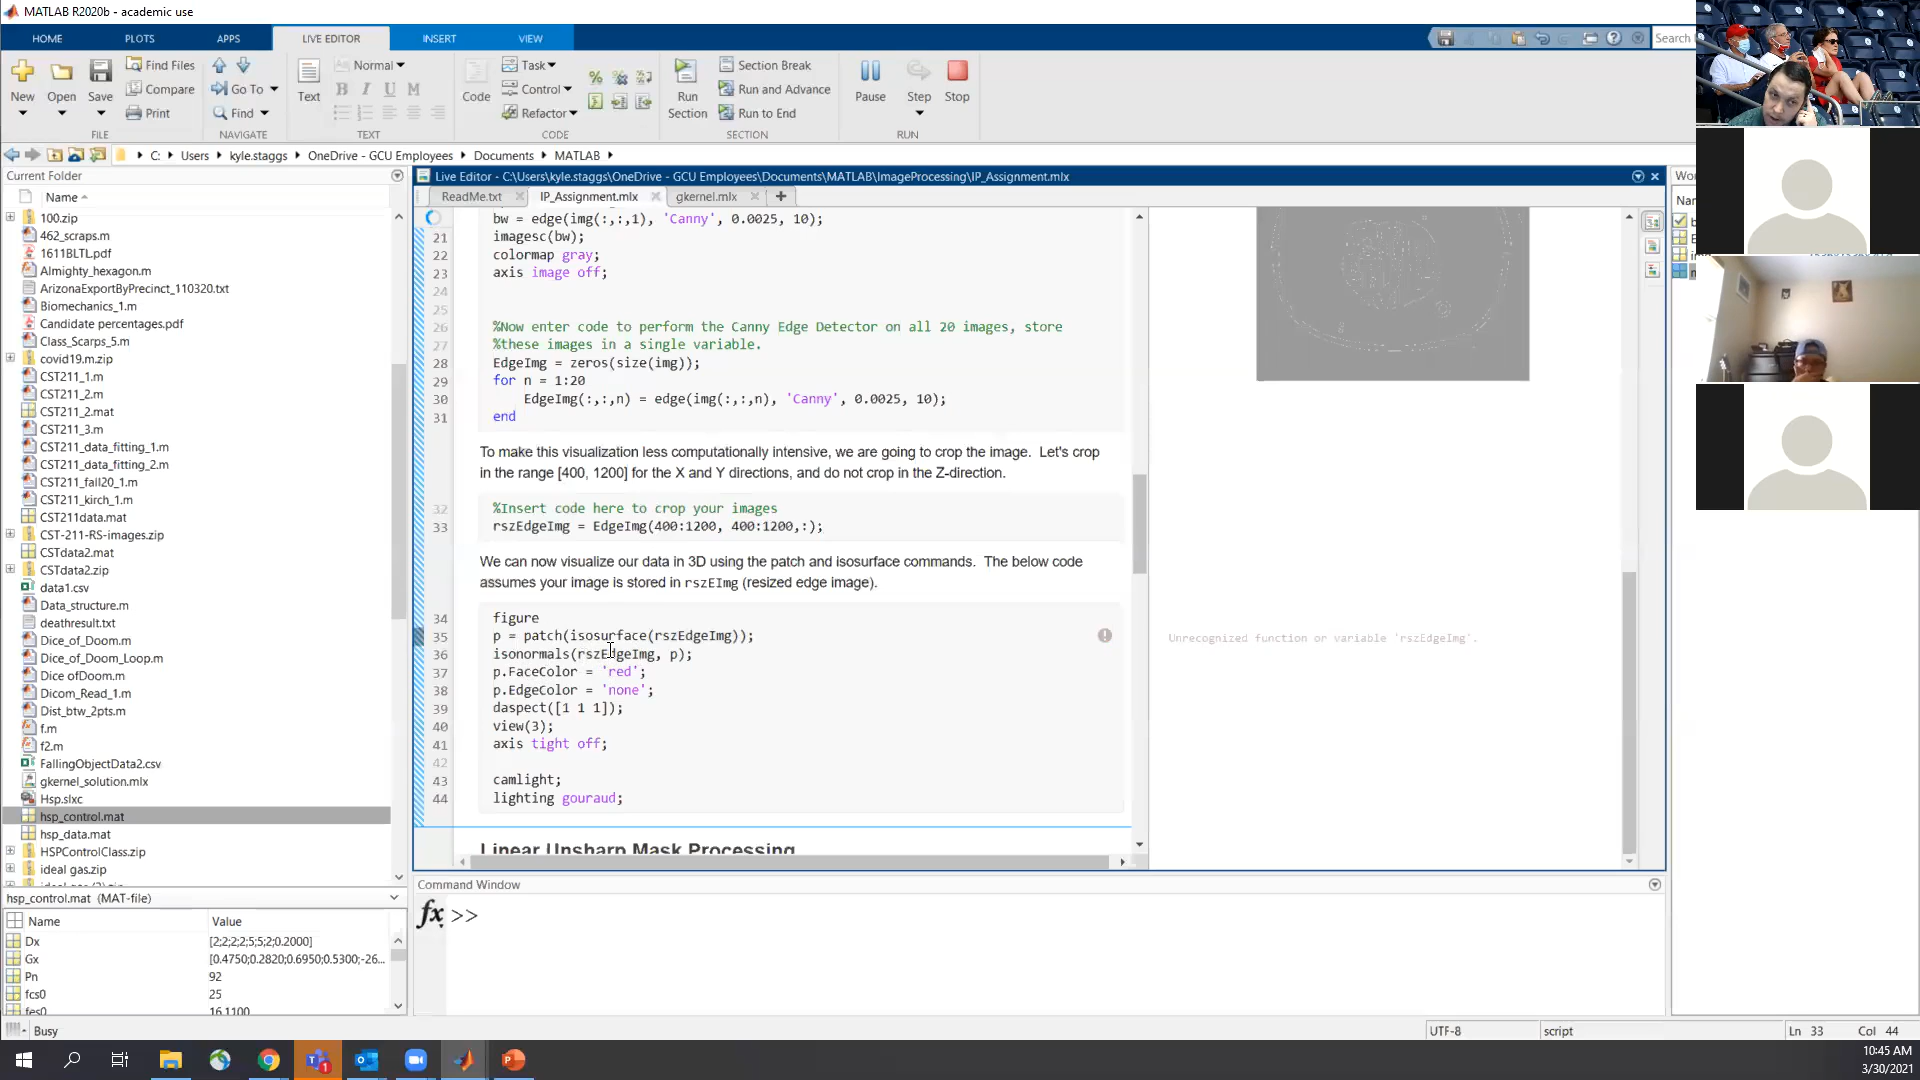 MATLAB R2020b - academic use
HOME PLOTS APPS LIVE EDITOR INSERT VIEW
Search
New Open Save
Find Files
Compare
Print
Go To
Find
Normal
Text
B I U M
Code
Task
Control
Refactor
Run Section
Section Break
Run and Advance
Run to End
Pause Step Stop
FILE NAVIGATE TEXT CODE SECTION RUN
C: Users kyle.staggs OneDrive - GCU Employees Documents MATLAB
Current Folder
Name
100.zip
462_scraps.m
1611BLTL.pdf
Almighty_hexagon.m
ArizonaExportByPrecinct_110320.txt
Biomechanics_1.m
Candidate percentages.pdf
Class_Scarps_5.m
covid19.m.zip
CST211_1.m
CST211_2.m
CST211_2.mat
CST211_3.m
CST211_data_fitting_1.m
CST211_data_fitting_2.m
CST211_fall20_1.m
CST211_kirch_1.m
CST211data.mat
CST-211-RS-images.zip
CSTdata2.mat
CSTdata2.zip
data1.csv
Data_structure.m
deathresult.txt
Dice_of_Doom.m
Dice_of_Doom_Loop.m
Dice ofDoom.m
Dicom_Read_1.m
Dist_btw_2pts.m
f.m
f2.m
FallingObjectData2.csv
gkernel_solution.mlx
Hsp.slxc
hsp_control.mat
hsp_data.mat
HSPControlClass.zip
ideal gas.zip
hsp_control.mat (MAT-file)
Name Value
Dx [2;2;2;2;5;5;2;0.2000]
Gx [0.4750;0.2820;0.6950;0.5300;-26...
Pn 92
fcs0 25
fes0 16.1100
Live Editor - C:\Users\kyle.staggs\OneDrive - GCU Employees\Documents\MATLAB\ImageProcessing\IP_Assignment.mlx
ReadMe.txt IP_Assignment.mlx gkernel.mlx
bw = edge(img(:,:,1), 'Canny', 0.0025, 10);
21 imagesc(bw);
22 colormap gray;
23 axis image off;
24
25
26 %Now enter code to perform the Canny Edge Detector on all 20 images, store
27 %these images in a single variable.
28 EdgeImg = zeros(size(img));
29 for n = 1:20
30 EdgeImg(:,:,n) = edge(img(:,:,n), 'Canny', 0.0025, 10);
31 end
To make this visualization less computationally intensive, we are going to crop the image. Let's crop
in the range [400, 1200] for the X and Y directions, and do not crop in the Z-direction.
32 %Insert code here to crop your images
33 rszEdgeImg = EdgeImg(400:1200, 400:1200,:);
We can now visualize our data in 3D using the patch and isosurface commands. The below code
assumes your image is stored in rszEImg (resized edge image).
34 figure
35 p = patch(isosurface(rszEdgeImg));
36 isonormals(rszEdgeImg, p);
37 p.FaceColor = 'red';
38 p.EdgeColor = 'none';
39 daspect([1 1 1]);
40 view(3);
41 axis tight off;
42
43 camlight;
44 lighting gouraud;
Linear Unsharp Mask Processing
Unrecognized function or variable 'rszEdgeImg'.
Command Window
fx >>
Busy
UTF-8 script Ln 33 Col 44
10:45 AM
3/30/2021